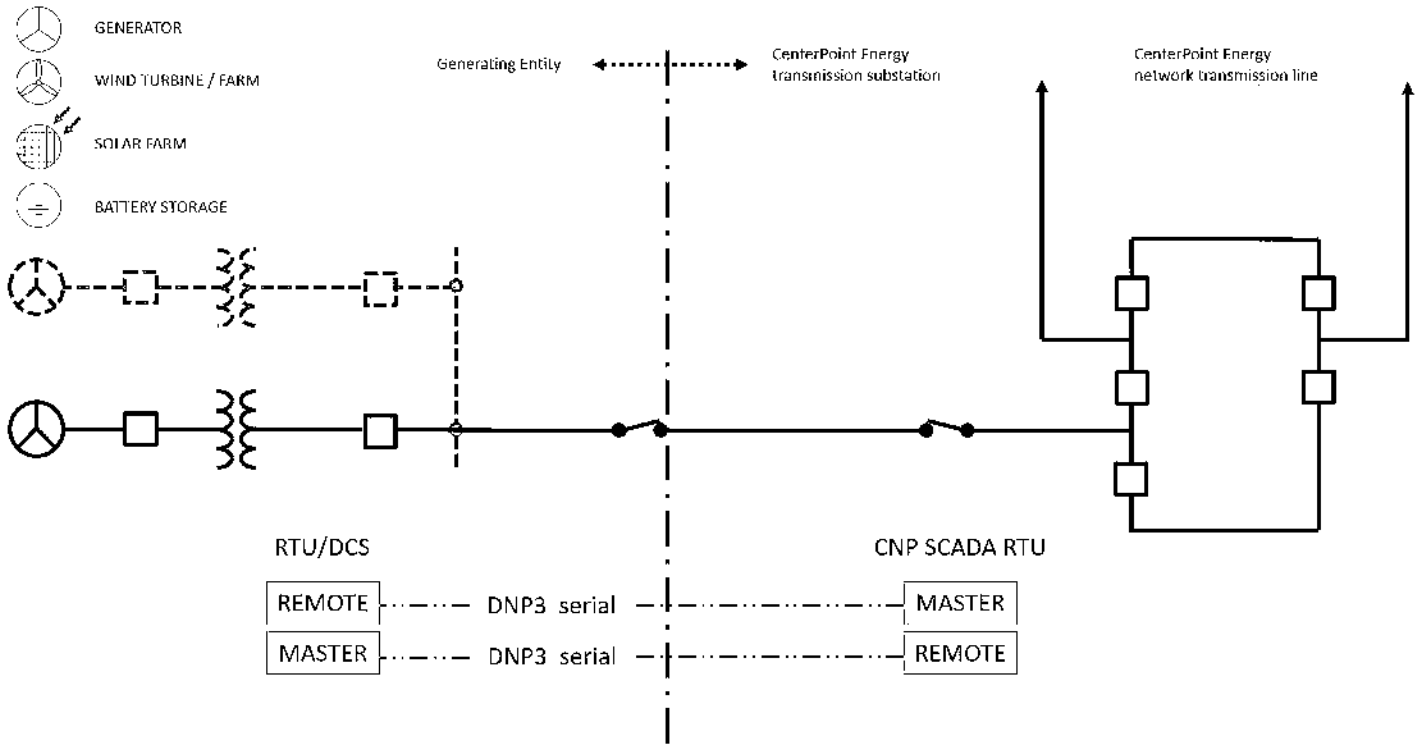 GENERATOR
WIND TURBINE / FARM
SOLAR FARM
BATTERY STORAGE
Generating Entity
CenterPoint Energy
transmission substation
CenterPoint Energy
network transmission line
RTU/DCS
CNP SCADA RTU
REMOTE
DNP3 serial
MASTER
MASTER
DNP3 serial
REMOTE